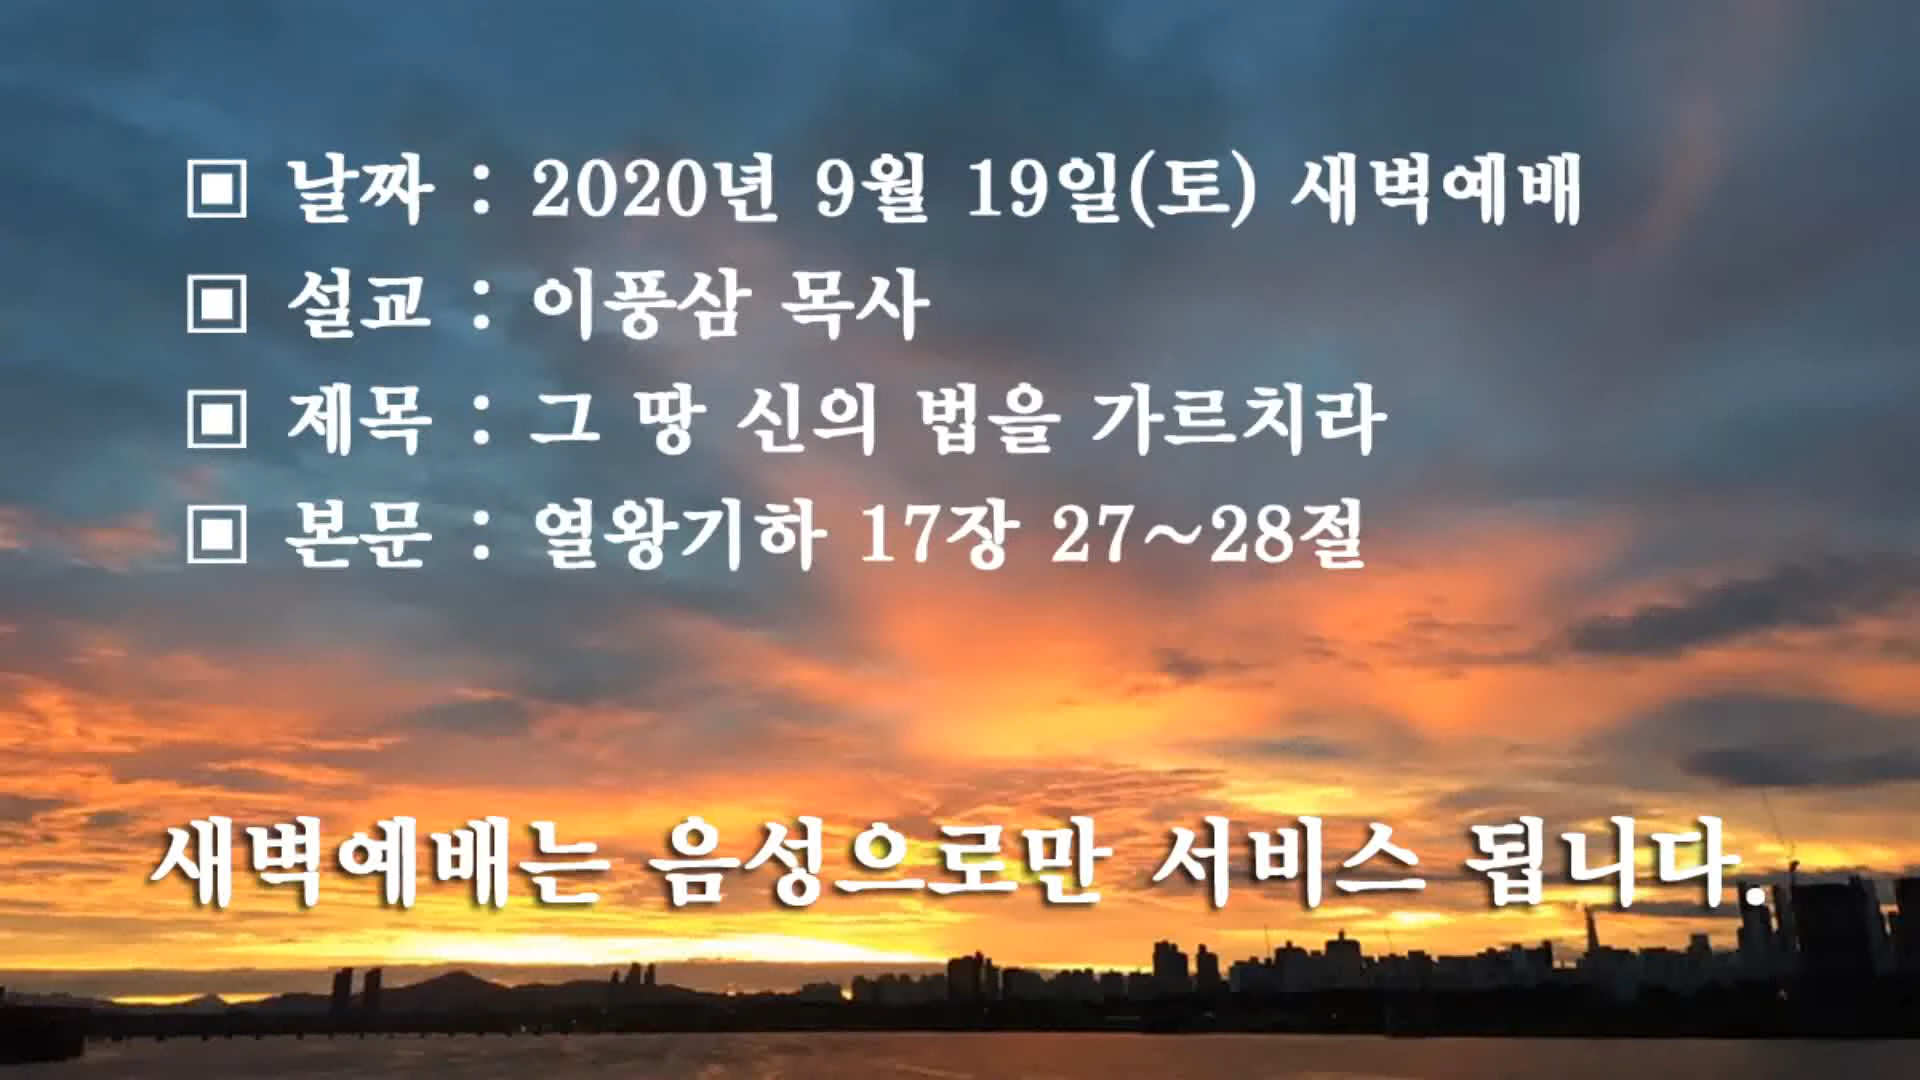 ▣ 날짜 : 2020년 9월 19일(토) 새벽예배
▣ 설교 : 이풍삼 목사
▣ 제목 : 그 땅 신의 법을 가르치라
▣ 본문 : 열왕기하 17장 27~28절
새벽예배는 음성으로만 서비스 됩니다.